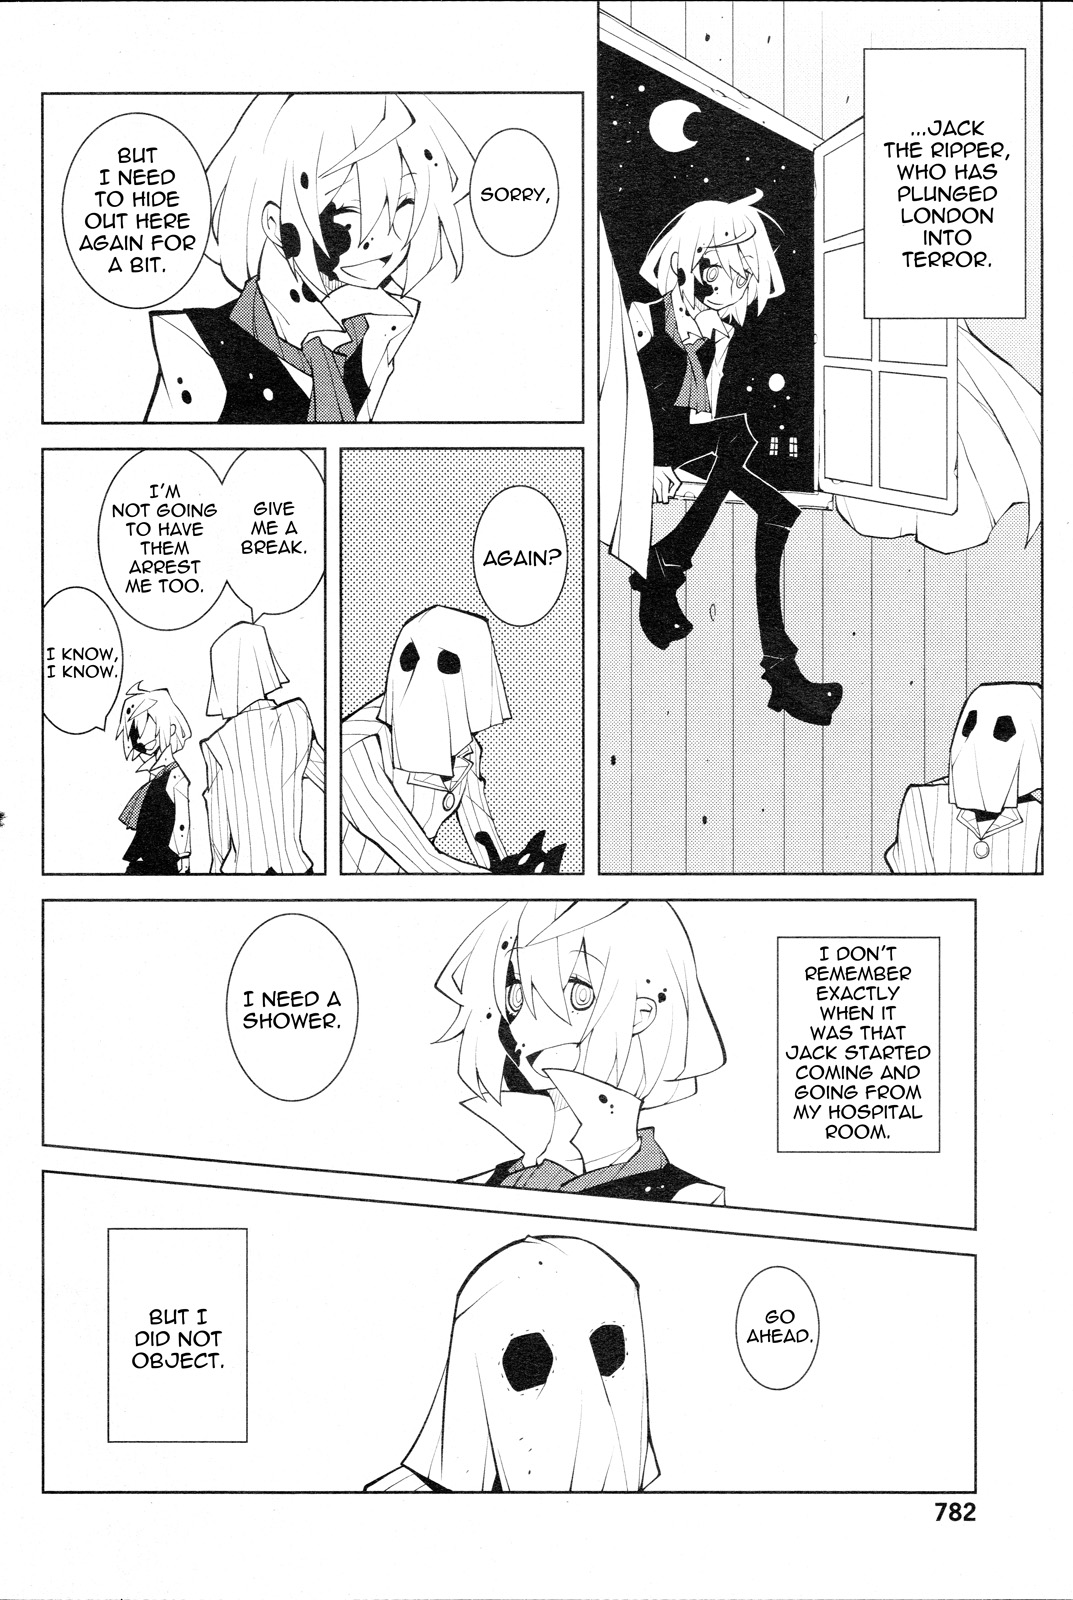 ...JACK
THE RIPPER,
WHO HAS
PLUNGED
LONDON
INTO
TERROR.
SORRY,
BUT
I NEED
TO HIDE
OUT HERE
AGAIN FOR
A BIT.
AGAIN?
GIVE
ME A
BREAK.
I'M
NOT GOING
TO HAVE
THEM
ARREST
ME TOO.
I KNOW,
I KNOW.
I DON'T
REMEMBER
EXACTLY
WHEN IT
WAS THAT
JACK STARTED
COMING AND
GOING FROM
MY HOSPITAL
ROOM.
I NEED A
SHOWER.
GO
AHEAD.
BUT I
DID NOT
OBJECT.
782